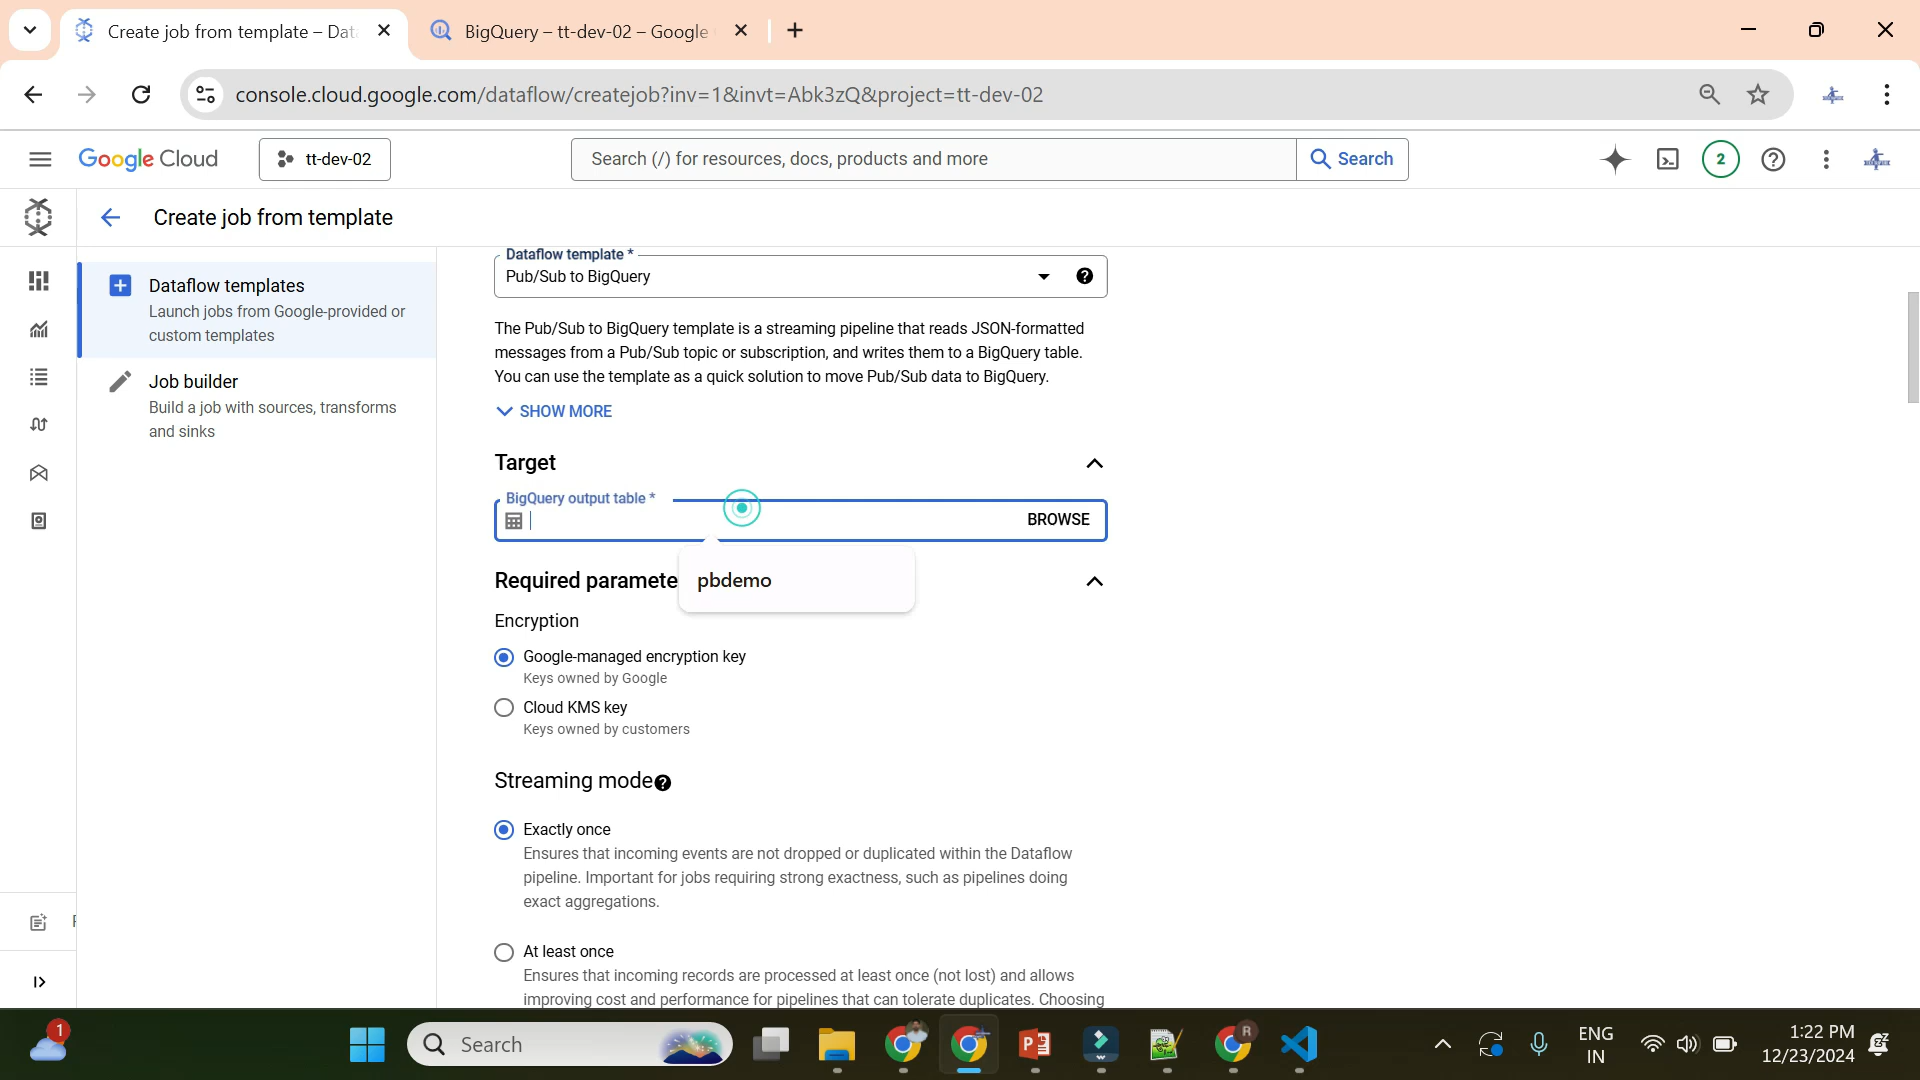 Create job from template – Dat
BigQuery – tt-dev-02 – Google
console.cloud.google.com/dataflow/createjob?inv=1&invt=Abk3zQ&project=tt-dev-02
Google Cloud
tt-dev-02
Search (/) for resources, docs, products and more
Search
2
Create job from template
Dataflow templates
Launch jobs from Google-provided or
custom templates
Job builder
Build a job with sources, transforms
and sinks
Dataflow template *
Pub/Sub to BigQuery
The Pub/Sub to BigQuery template is a streaming pipeline that reads JSON-formatted
messages from a Pub/Sub topic or subscription, and writes them to a BigQuery table.
You can use the template as a quick solution to move Pub/Sub data to BigQuery.
SHOW MORE
Target
BigQuery output table *
BROWSE
pbdemo
Required paramete
Encryption
Google-managed encryption key
Keys owned by Google
Cloud KMS key
Keys owned by customers
Streaming mode
Exactly once
Ensures that incoming events are not dropped or duplicated within the Dataflow
pipeline. Important for jobs requiring strong exactness, such as pipelines doing
exact aggregations.
At least once
Ensures that incoming records are processed at least once (not lost) and allows
improving cost and performance for pipelines that can tolerate duplicates. Choosing
1
Search
R
ENG
IN
1:22 PM
12/23/2024